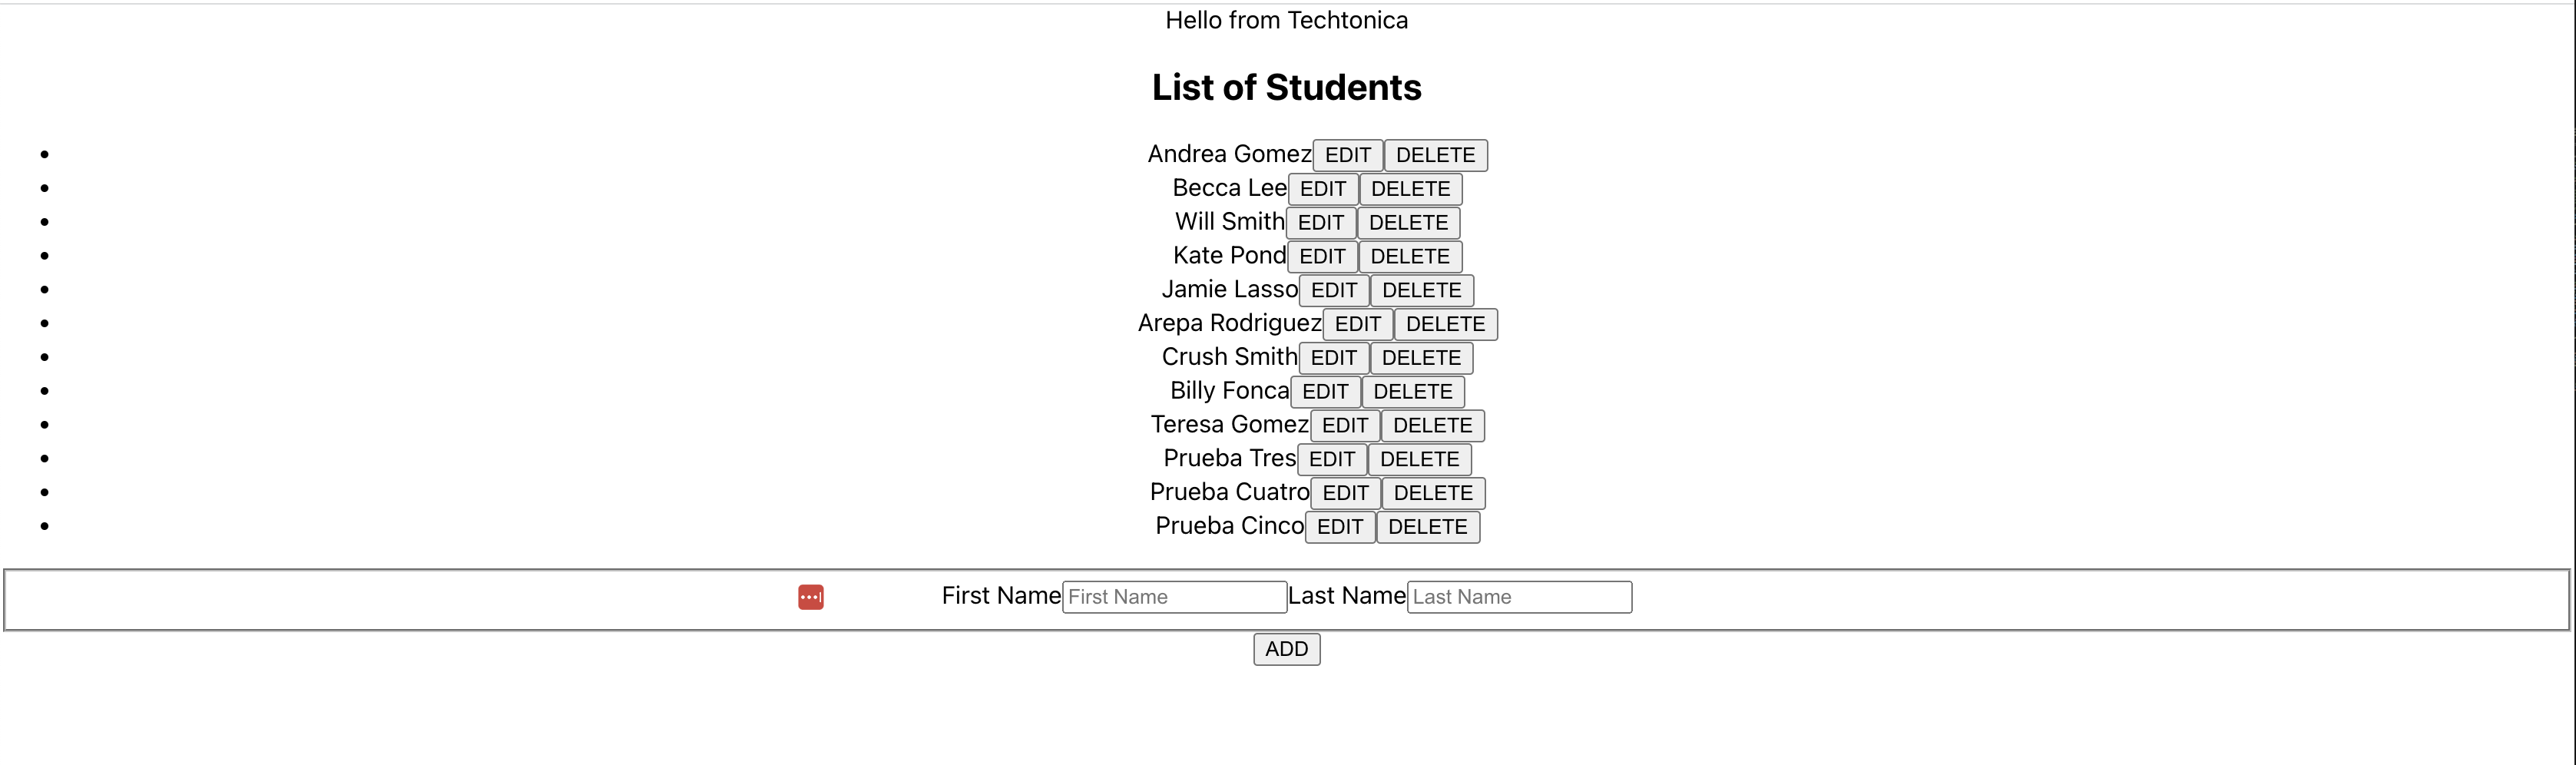 Hello from Techtonica
List of Students
• Andrea Gomez EDIT DELETE
• Becca Lee EDIT DELETE
• Will Smith EDIT DELETE
• Kate Pond EDIT DELETE
• Jamie Lasso EDIT DELETE
• Arepa Rodriguez EDIT DELETE
• Crush Smith EDIT DELETE
• Billy Fonca EDIT DELETE
• Teresa Gomez EDIT DELETE
• Prueba Tres EDIT DELETE
• Prueba Cuatro EDIT DELETE
• Prueba Cinco EDIT DELETE
First Name First Name Last Name Last Name
ADD